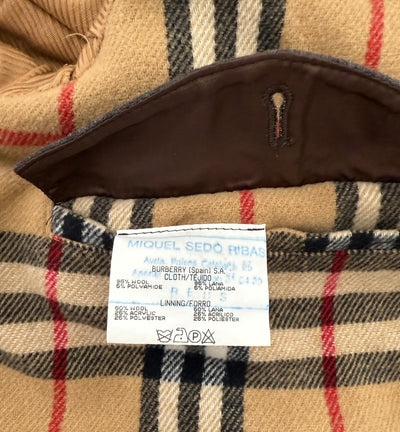 MIQUEL SEDÓ RIBAS
BURBERRY (Spain) S.A.
CLOTH/TEJIDO
95% WOOL 95% LANA
5% POLYAMIDE 5% POLIAMIDA
REUS
LINNING/FORRO
50% WOOL 50% LANA
25% ACRYLIC 25% ACRILICO
25% POLYESTER 25% POLIESTER
P